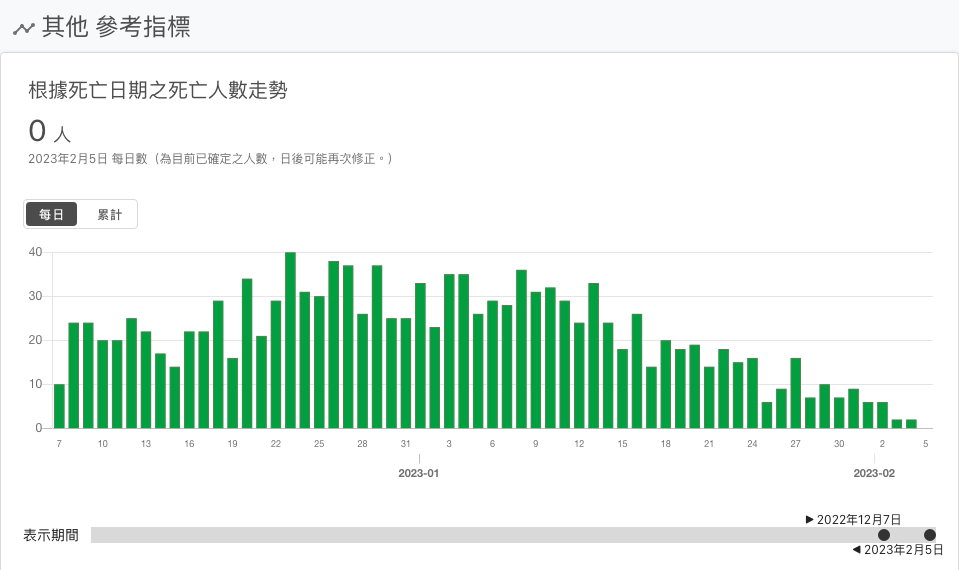 其他 參考指標
根據死亡日期之死亡人數走勢
0 人
2023年2月5日 每日數（為目前已確定之人數，日後可能再次修正。）
每日 累計
40
30
20
10
0
7 10 13 16 19 22 25 28 31 3 6 9 12 15 18 21 24 27 30 2 5
2023-01 2023-02
▶ 2022年12月7日
表示期間
◀ 2023年2月5日